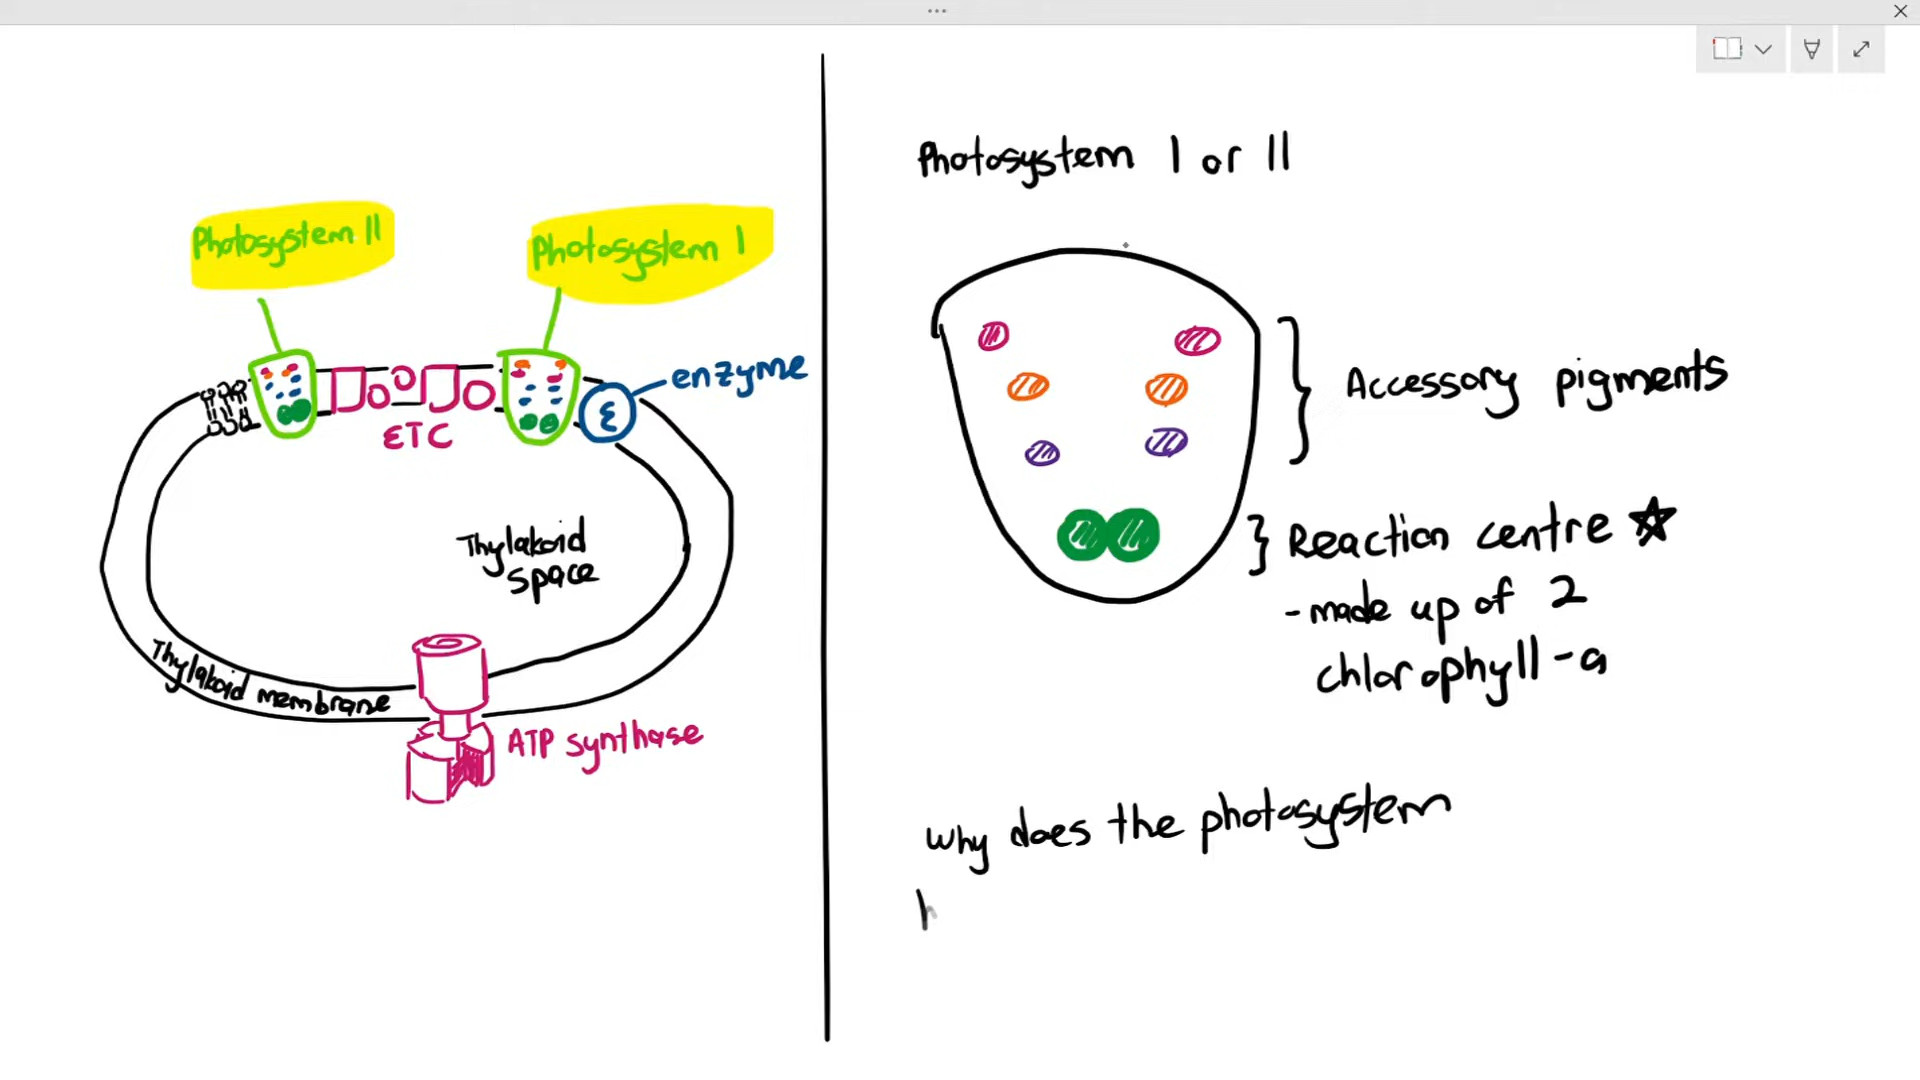 Photosystem II
Photosystem I
enzyme
ETC
Σ
Thylakoid
space
Thylakoid membrane
ATP synthase
Photosystem I or II
Accessory pigments
Reaction centre
-made up of 2
chlorophyll-a
Why does the photosystem
h